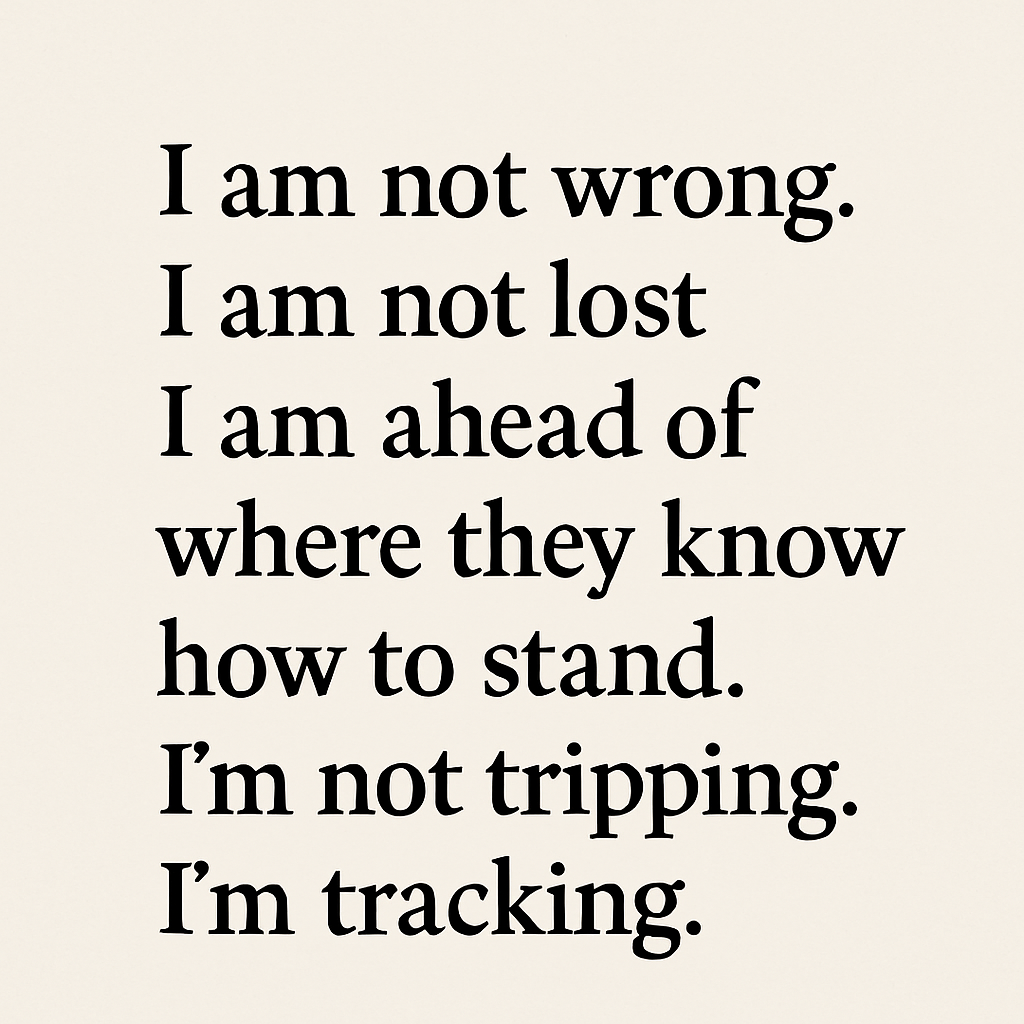 I am not wrong.
I am not lost
I am ahead of
where they know
how to stand.
I’m not tripping.
I’m tracking.